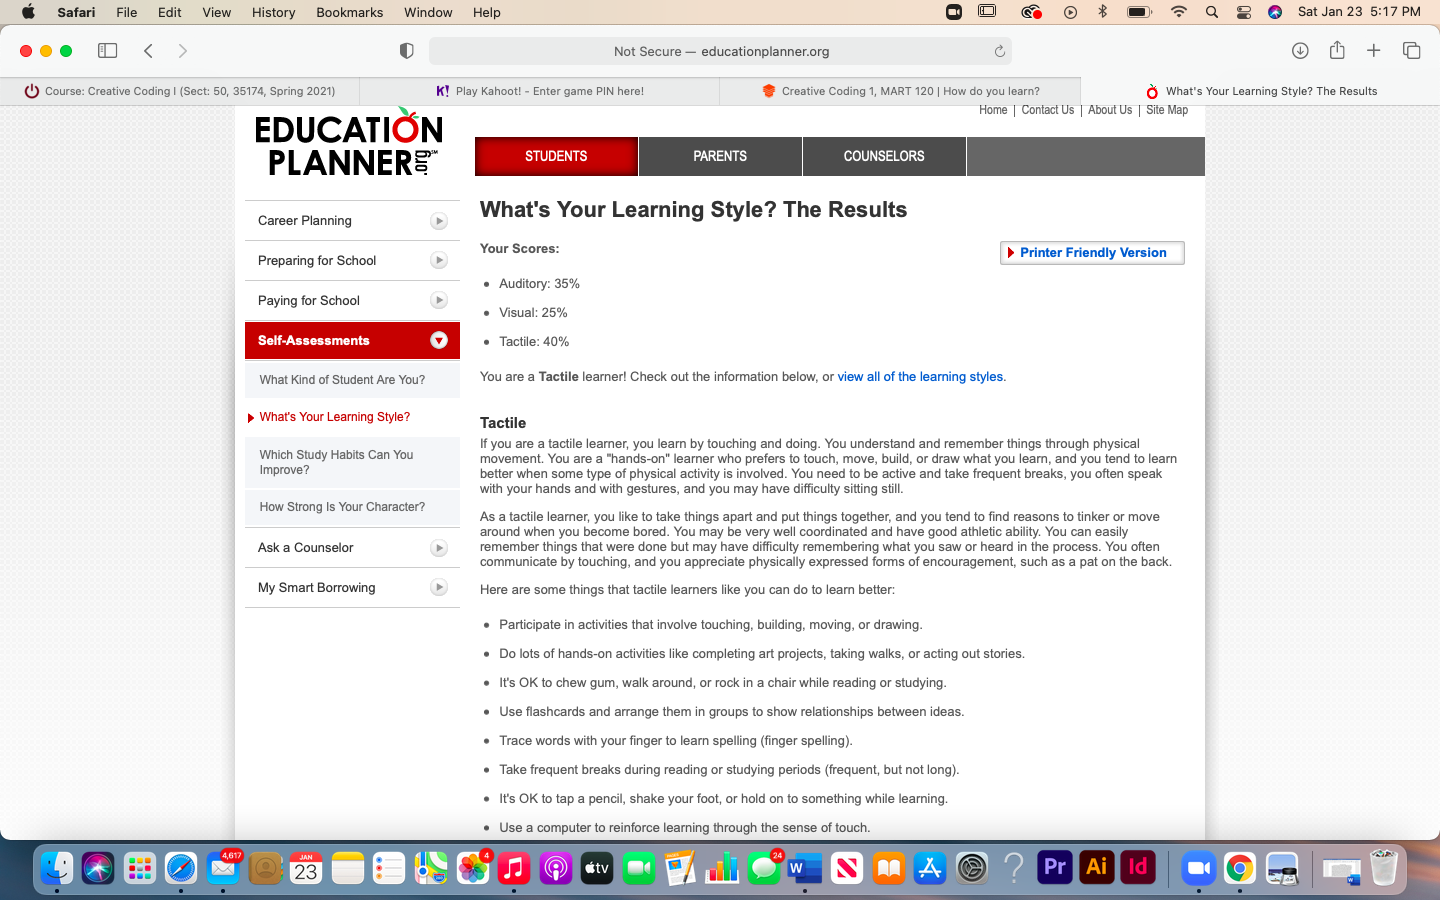 Safari File Edit View History Bookmarks Window Help Sat Jan 23 5:17 PM
Not Secure — educationplanner.org
Course: Creative Coding I (Sect: 50, 35174, Spring 2021)
K! Play Kahoot! - Enter game PIN here!
Creative Coding 1, MART 120 | How do you learn?
What's Your Learning Style? The Results
EDUCATION
PLANNER.org
Home | Contact Us | About Us | Site Map
STUDENTS PARENTS COUNSELORS
Career Planning
Preparing for School
Paying for School
Self-Assessments
What Kind of Student Are You?
What's Your Learning Style?
Which Study Habits Can You
Improve?
How Strong Is Your Character?
Ask a Counselor
My Smart Borrowing
What's Your Learning Style? The Results
Your Scores:
Printer Friendly Version
• Auditory: 35%
• Visual: 25%
• Tactile: 40%
You are a Tactile learner! Check out the information below, or view all of the learning styles.
Tactile
If you are a tactile learner, you learn by touching and doing. You understand and remember things through physical
movement. You are a "hands-on" learner who prefers to touch, move, build, or draw what you learn, and you tend to learn
better when some type of physical activity is involved. You need to be active and take frequent breaks, you often speak
with your hands and with gestures, and you may have difficulty sitting still.
As a tactile learner, you like to take things apart and put things together, and you tend to find reasons to tinker or move
around when you become bored. You may be very well coordinated and have good athletic ability. You can easily
remember things that were done but may have difficulty remembering what you saw or heard in the process. You often
communicate by touching, and you appreciate physically expressed forms of encouragement, such as a pat on the back.
Here are some things that tactile learners like you can do to learn better:
• Participate in activities that involve touching, building, moving, or drawing.
• Do lots of hands-on activities like completing art projects, taking walks, or acting out stories.
• It's OK to chew gum, walk around, or rock in a chair while reading or studying.
• Use flashcards and arrange them in groups to show relationships between ideas.
• Trace words with your finger to learn spelling (finger spelling).
• Take frequent breaks during reading or studying periods (frequent, but not long).
• It's OK to tap a pencil, shake your foot, or hold on to something while learning.
• Use a computer to reinforce learning through the sense of touch.
4,617
JAN
23
4
tv
24
W
N
?
Pr
Ai
Id